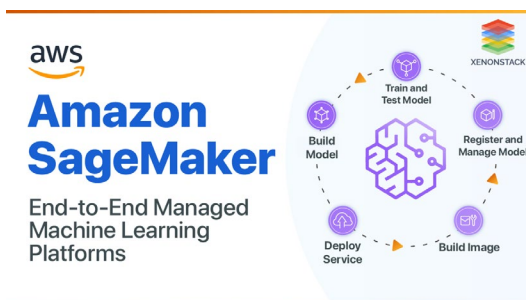 aws
XENONSTACK
Amazon
SageMaker
End-to-End Managed
Machine Learning
Platforms
Train and
Test Model
Register and
Manage Model
Build Image
Deploy
Service
Build
Model